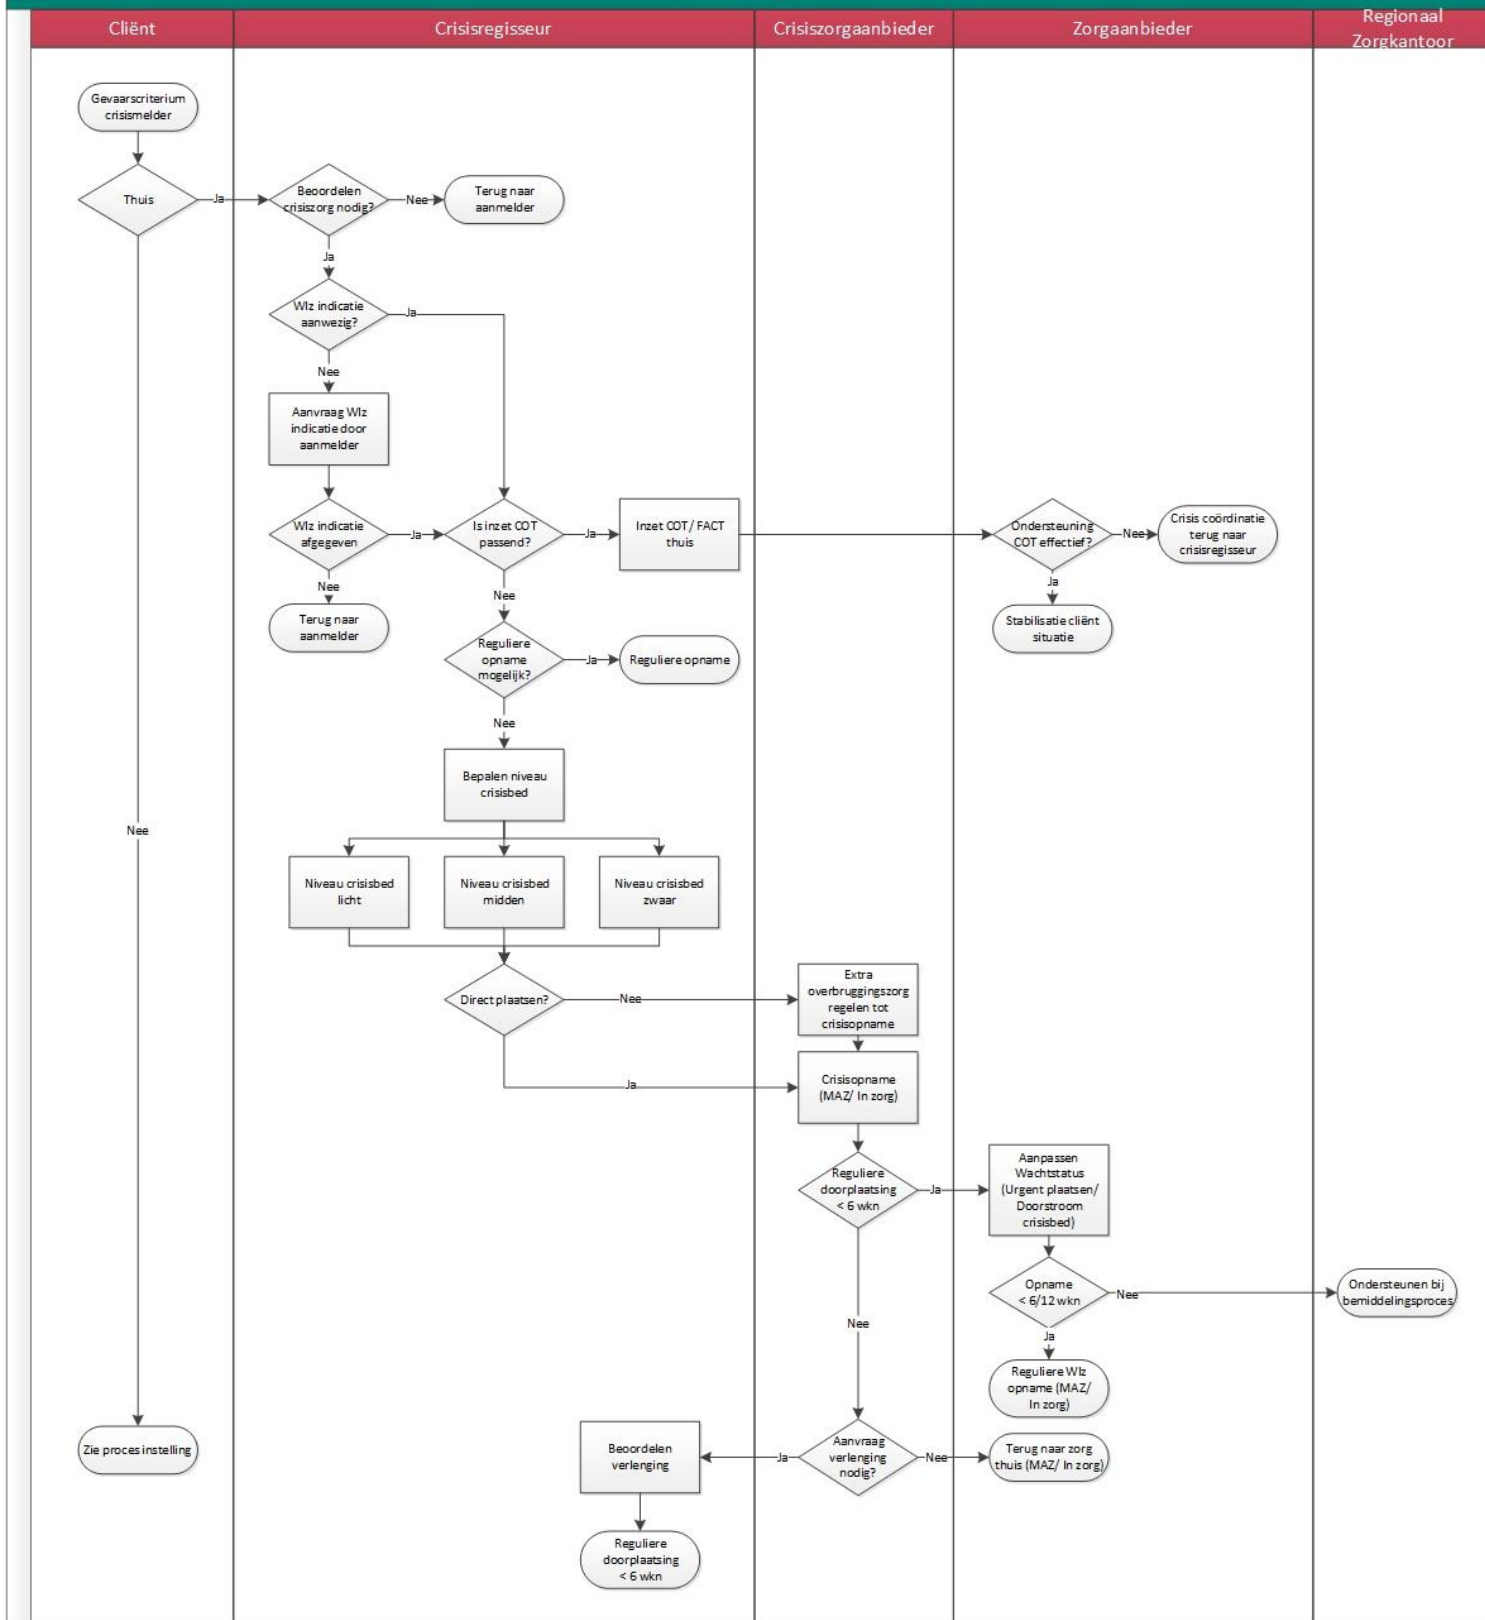 Cliënt
Crisisregisseur
Crisiszorgaanbieder
Zorgaanbieder
Regionaal
Zorgkantoor
Gevaarscriterium
crisismelder
Thuis
Ja
Beoordelen
crisiszorg nodig?
Nee
Terug naar
aanmelder
Ja
Wlz indicatie
aanwezig?
Ja
Nee
Aanvraag Wlz
indicatie door
aanmelder
Wlz indicatie
afgegeven
Ja
Is inzet COT
passend?
Ja
Inzet COT/ FACT
thuis
Ondersteuning
COT effectief?
Nee
Crisis coördinatie
terug naar
crisisregisseur
Nee
Terug naar
aanmelder
Nee
Ja
Stabilisatie cliënt
situatie
Reguliere
opname
mogelijk?
Ja
Reguliere opname
Nee
Bepalen niveau
crisisbed
Nee
Niveau crisisbed
licht
Niveau crisisbed
midden
Niveau crisisbed
zwaar
Direct plaatsen?
Nee
Extra
overbruggingszorg
regelen tot
crisisopname
Ja
Crisisopname
(MAZ/ In zorg)
Reguliere
doorplaatsing
< 6 wkn
Ja
Aanpassen
Wachtstatus
(Urgent plaatsen/
Doorstroom
crisisbed)
Opname
< 6/12 wkn
Nee
Ondersteunen bij
bemiddelingsproces
Nee
Ja
Reguliere Wlz
opname (MAZ/
In zorg)
Zie proces instelling
Beoordelen
verlenging
Ja
Aanvraag
verlenging
nodig?
Nee
Terug naar zorg
thuis (MAZ/ In zorg)
Reguliere
doorplaatsing
< 6 wkn